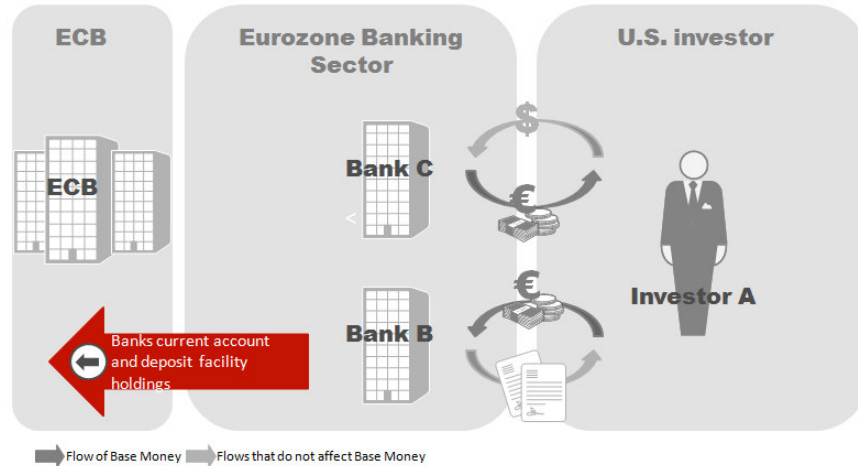 ECB
Eurozone Banking
Sector
U.S. investor
$
Bank C
ECB
€
<
€
Investor A
Bank B
Banks current account
and deposit facility
holdings
Flow of Base Money
Flows that do not affect Base Money